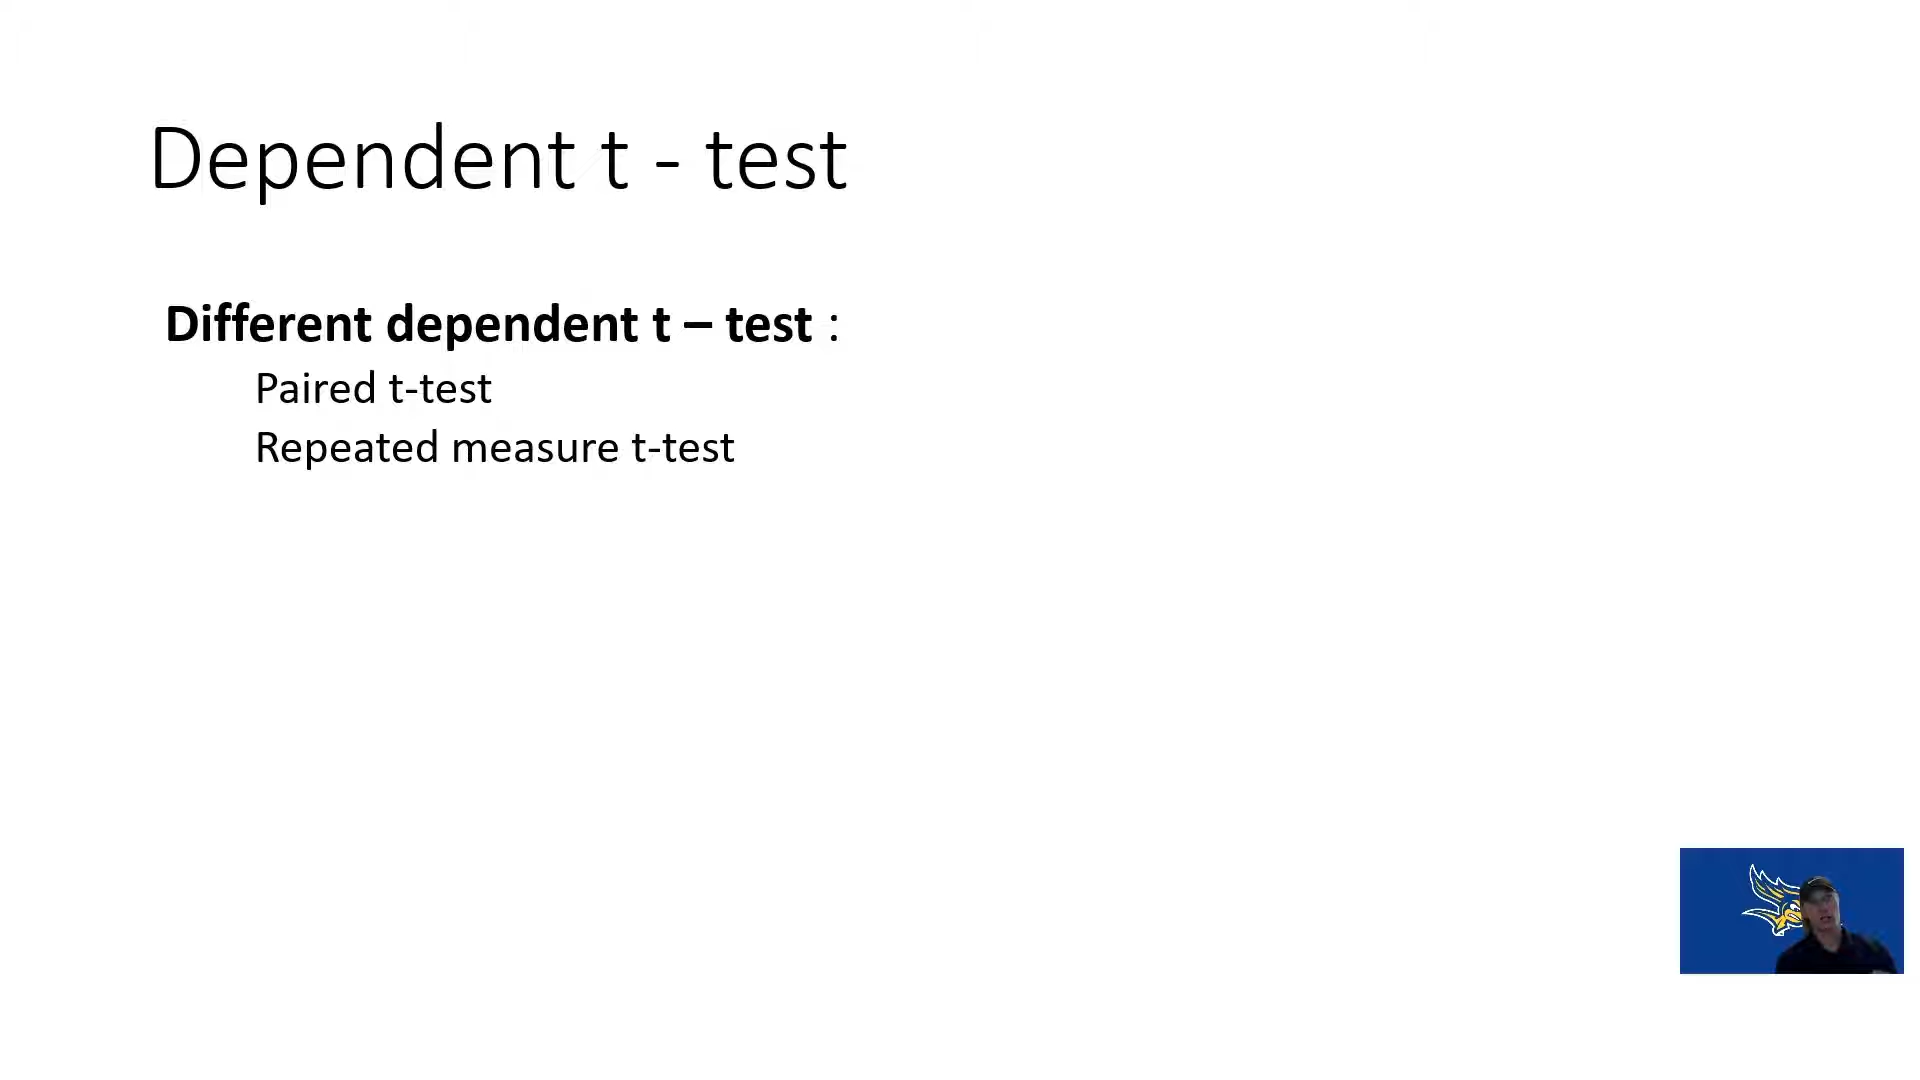 Dependent t - test
Different dependent t – test :
Paired t-test
Repeated measure t-test